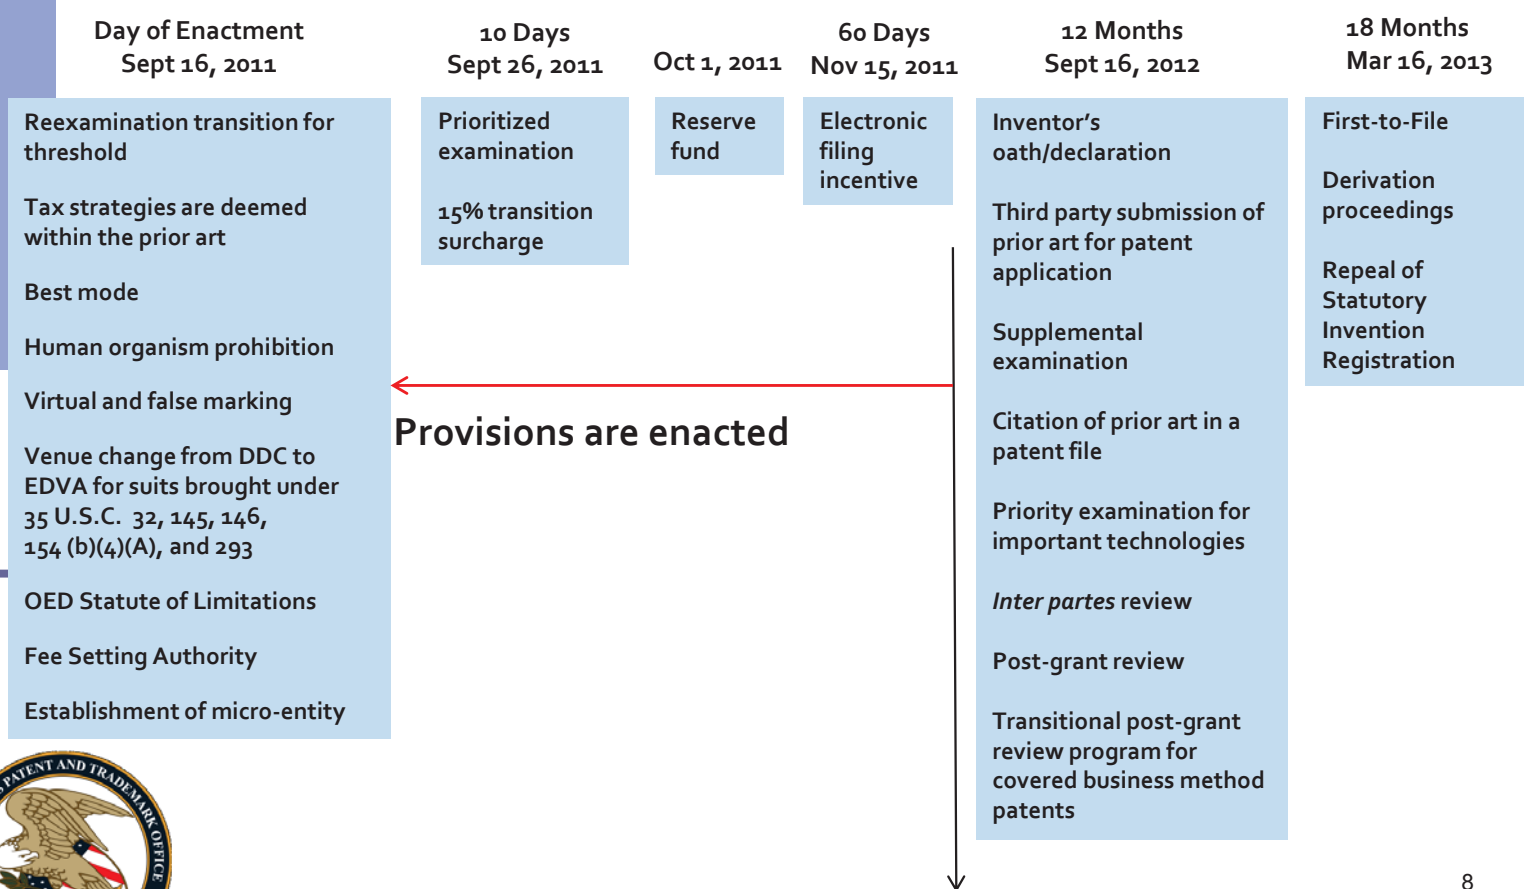 Day of Enactment
Sept 16, 2011
10 Days
Sept 26, 2011
Oct 1, 2011
60 Days
Nov 15, 2011
12 Months
Sept 16, 2012
18 Months
Mar 16, 2013
Reexamination transition for
threshold
Tax strategies are deemed
within the prior art
Best mode
Human organism prohibition
Virtual and false marking
Venue change from DDC to
EDVA for suits brought under
35 U.S.C. 32, 145, 146,
154 (b)(4)(A), and 293
OED Statute of Limitations
Fee Setting Authority
Establishment of micro-entity
Prioritized
examination
15% transition
surcharge
Reserve
fund
Electronic
filing
incentive
Provisions are enacted
Inventor's
oath/declaration
Third party submission of
prior art for patent
application
Supplemental
examination
Citation of prior art in a
patent file
Priority examination for
important technologies
Inter partes review
Post-grant review
Transitional post-grant
review program for
covered business method
patents
First-to-File
Derivation
proceedings
Repeal of
Statutory
Invention
Registration
PATENT AND TRADEMARK OFFICE
8